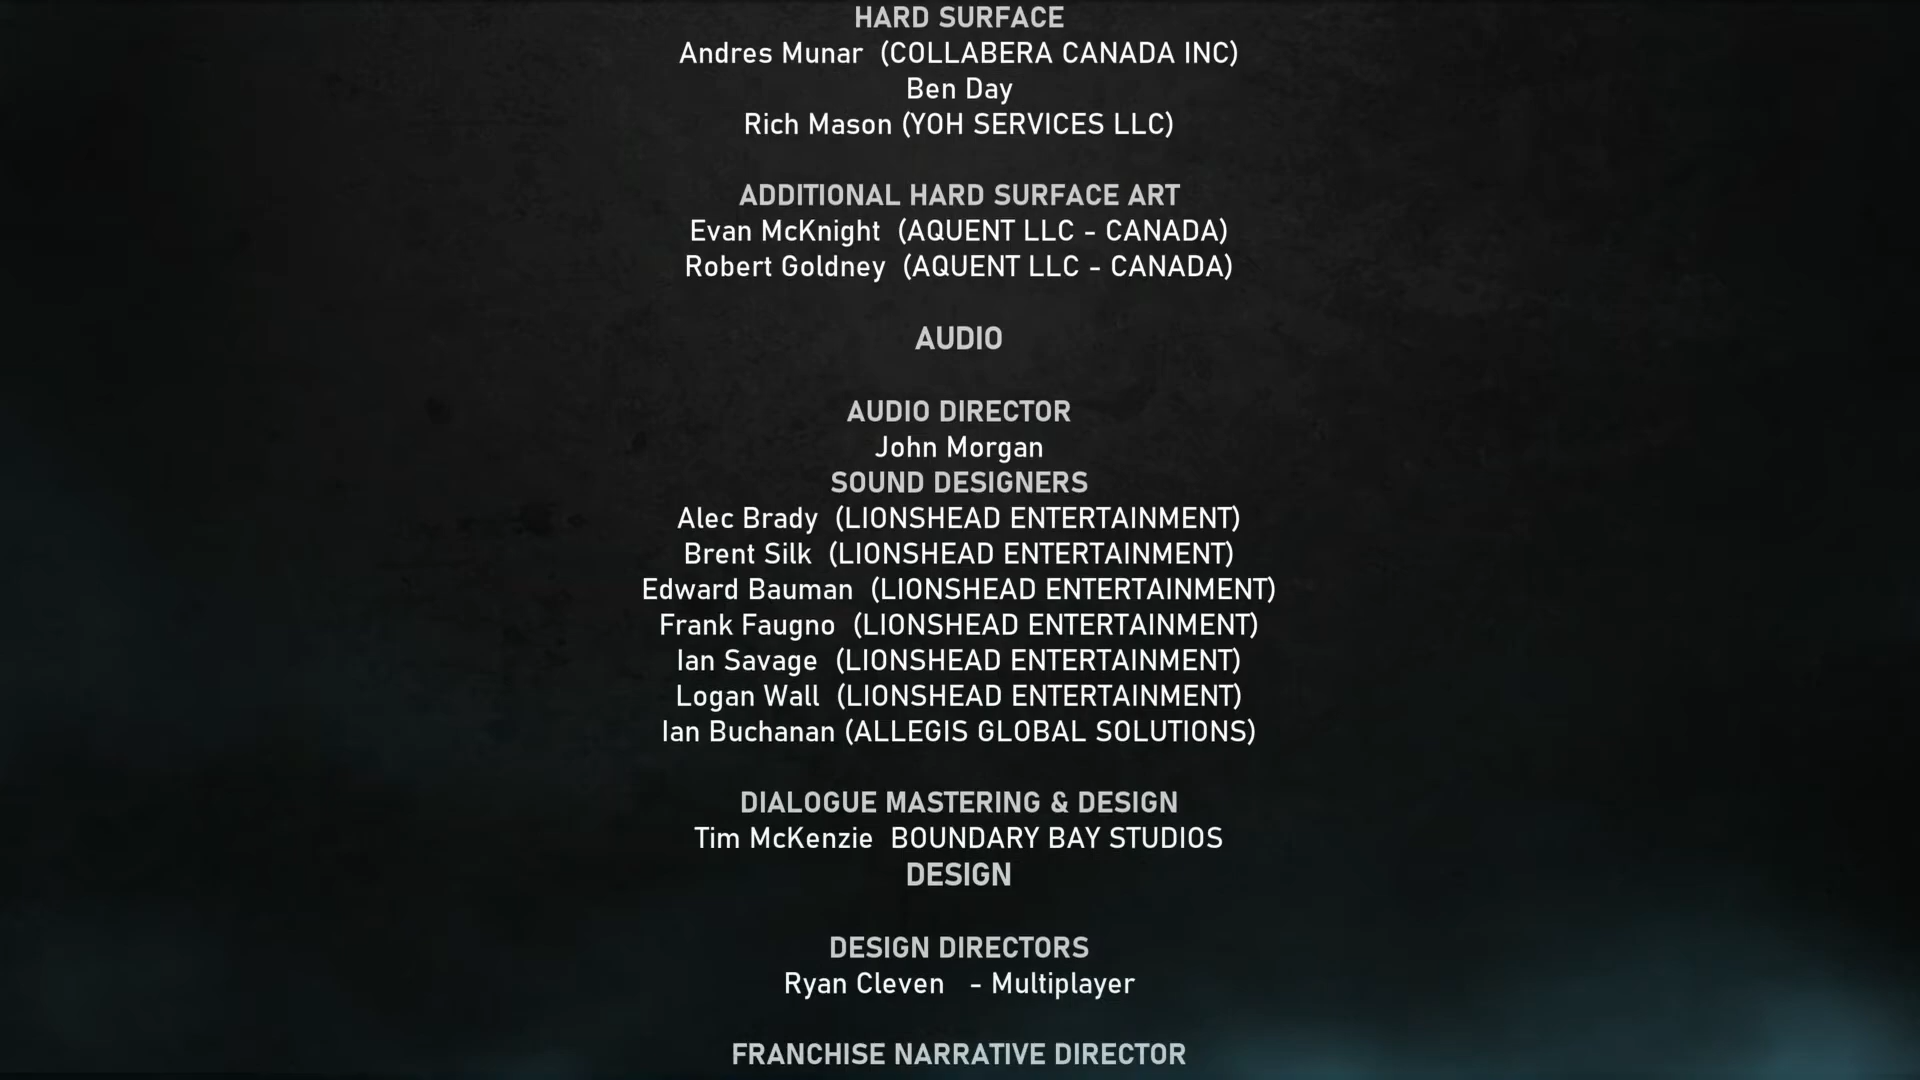 HARD SURFACE
Andres Munar (COLLABERA CANADA INC)
Ben Day
Rich Mason (YOH SERVICES LLC)
ADDITIONAL HARD SURFACE ART
Evan McKnight (AQUENT LLC - CANADA)
Robert Goldney (AQUENT LLC - CANADA)
AUDIO
AUDIO DIRECTOR
John Morgan
SOUND DESIGNERS
Alec Brady (LIONSHEAD ENTERTAINMENT)
Brent Silk (LIONSHEAD ENTERTAINMENT)
Edward Bauman (LIONSHEAD ENTERTAINMENT)
Frank Faugno (LIONSHEAD ENTERTAINMENT)
Ian Savage (LIONSHEAD ENTERTAINMENT)
Logan Wall (LIONSHEAD ENTERTAINMENT)
Ian Buchanan (ALLEGIS GLOBAL SOLUTIONS)
DIALOGUE MASTERING & DESIGN
Tim McKenzie BOUNDARY BAY STUDIOS
DESIGN
DESIGN DIRECTORS
Ryan Cleven - Multiplayer
FRANCHISE NARRATIVE DIRECTOR